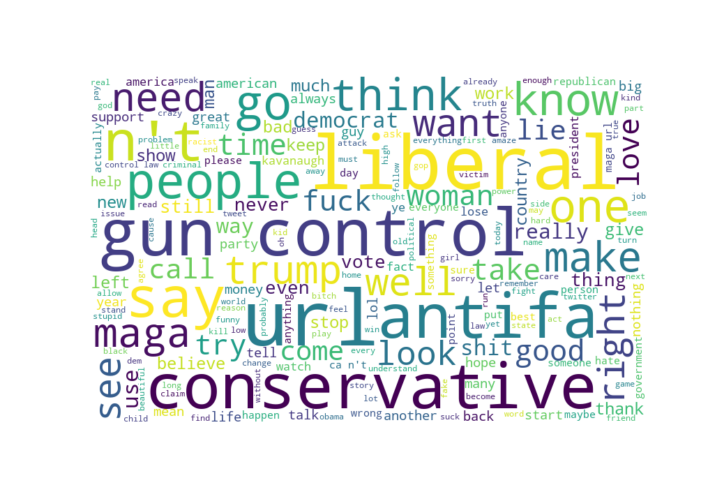 real
america
speak
much
already
enough
republican
big
pay
need
man
american
always
think
go
work
know
kind
god
crazy
great
bad
guess
democrat
want
lie
anyone
truth
part
support
family
guy
ask
everything
first
amaze
president
maga url
true
love
actually
n't
problem
little
racist
end
time
keep
attack
high
gop
liberal
show
control law
criminal
please
kavanaugh
must
day
away
follow
victim
country
help
people
thought
woman
one
power
side
job
new
still
never
fuck
ye
everyone
lose
may
hard
seem
head
issue
cause
tweet
kid
oh
way
gun control
old
political
today
really
name
give
turn
party
vote
fact
girl
make
left
agree
call
trump
home
well
something
sure
sorry
take
care
thing
next
year
allow
say
money
even
let
run
remember
fight
person
twitter
nothing
stand
world
reason
bitch
feel
anything
lol
url
antifa
put
yet
best
state
act
right
stupid
maga
funny
kill
low
probably
stop
play
win
point
law
black
dem
try
come
look
shit
good
every
see
use
beautiful
believe
tell
change
watch
ca n't
understand
hope
someone
hate
government
long
claim
without
story
fake
many
become
game
mean
conservative
lot
thank
child
find
life
happen
talk
obama
wrong
another
suck
back
word
start
maybe
friend